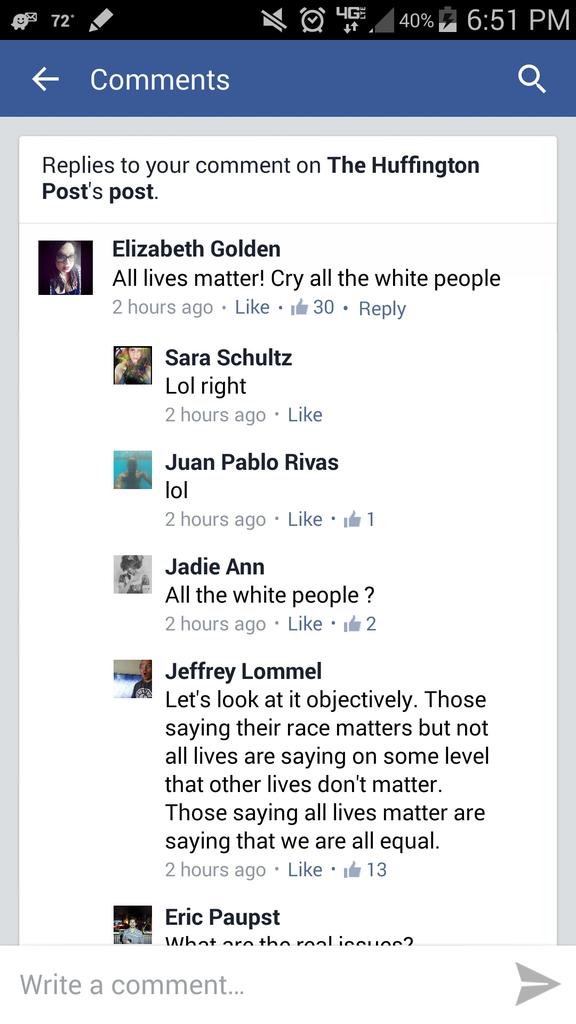 72° 4G LTE 40% 6:51 PM
Comments
Replies to your comment on The Huffington
Post's post.
Elizabeth Golden
All lives matter! Cry all the white people
2 hours ago · Like · 30 · Reply
Sara Schultz
Lol right
2 hours ago · Like
Juan Pablo Rivas
lol
2 hours ago · Like · 1
Jadie Ann
All the white people ?
2 hours ago · Like · 2
Jeffrey Lommel
Let's look at it objectively. Those
saying their race matters but not
all lives are saying on some level
that other lives don't matter.
Those saying all lives matter are
saying that we are all equal.
2 hours ago · Like · 13
Eric Paupst
What are the real issues?
Write a comment...